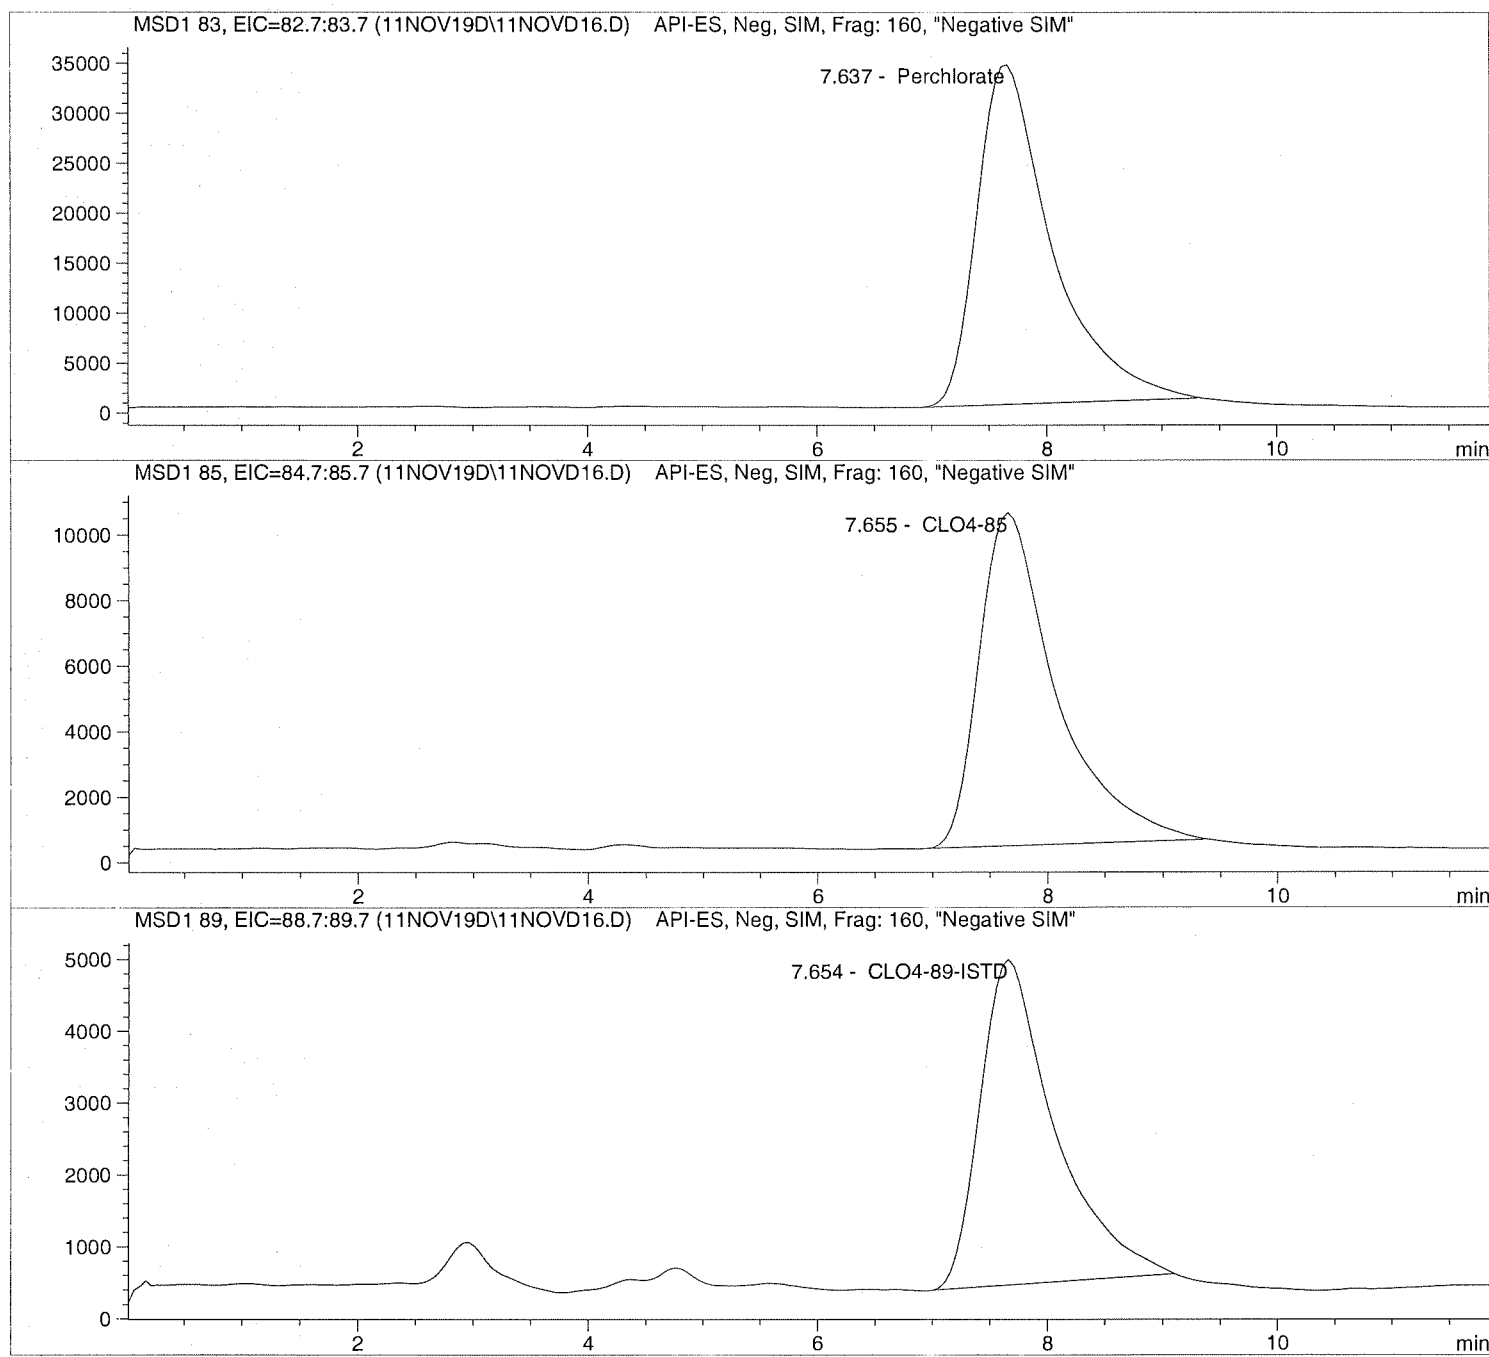 MSD1 83, EIC=82.7:83.7 (11NOV19D\11NOVD16.D) API-ES, Neg, SIM, Frag: 160, "Negative SIM"
7.637 - Perchlorate
35000
30000
25000
20000
15000
10000
5000
0
2 4 6 8 10 min
MSD1 85, EIC=84.7:85.7 (11NOV19D\11NOVD16.D) API-ES, Neg, SIM, Frag: 160, "Negative SIM"
7.655 - CLO4-85
10000
8000
6000
4000
2000
0
2 4 6 8 10 min
MSD1 89, EIC=88.7:89.7 (11NOV19D\11NOVD16.D) API-ES, Neg, SIM, Frag: 160, "Negative SIM"
7.654 - CLO4-89-ISTD
5000
4000
3000
2000
1000
0
2 4 6 8 10 min